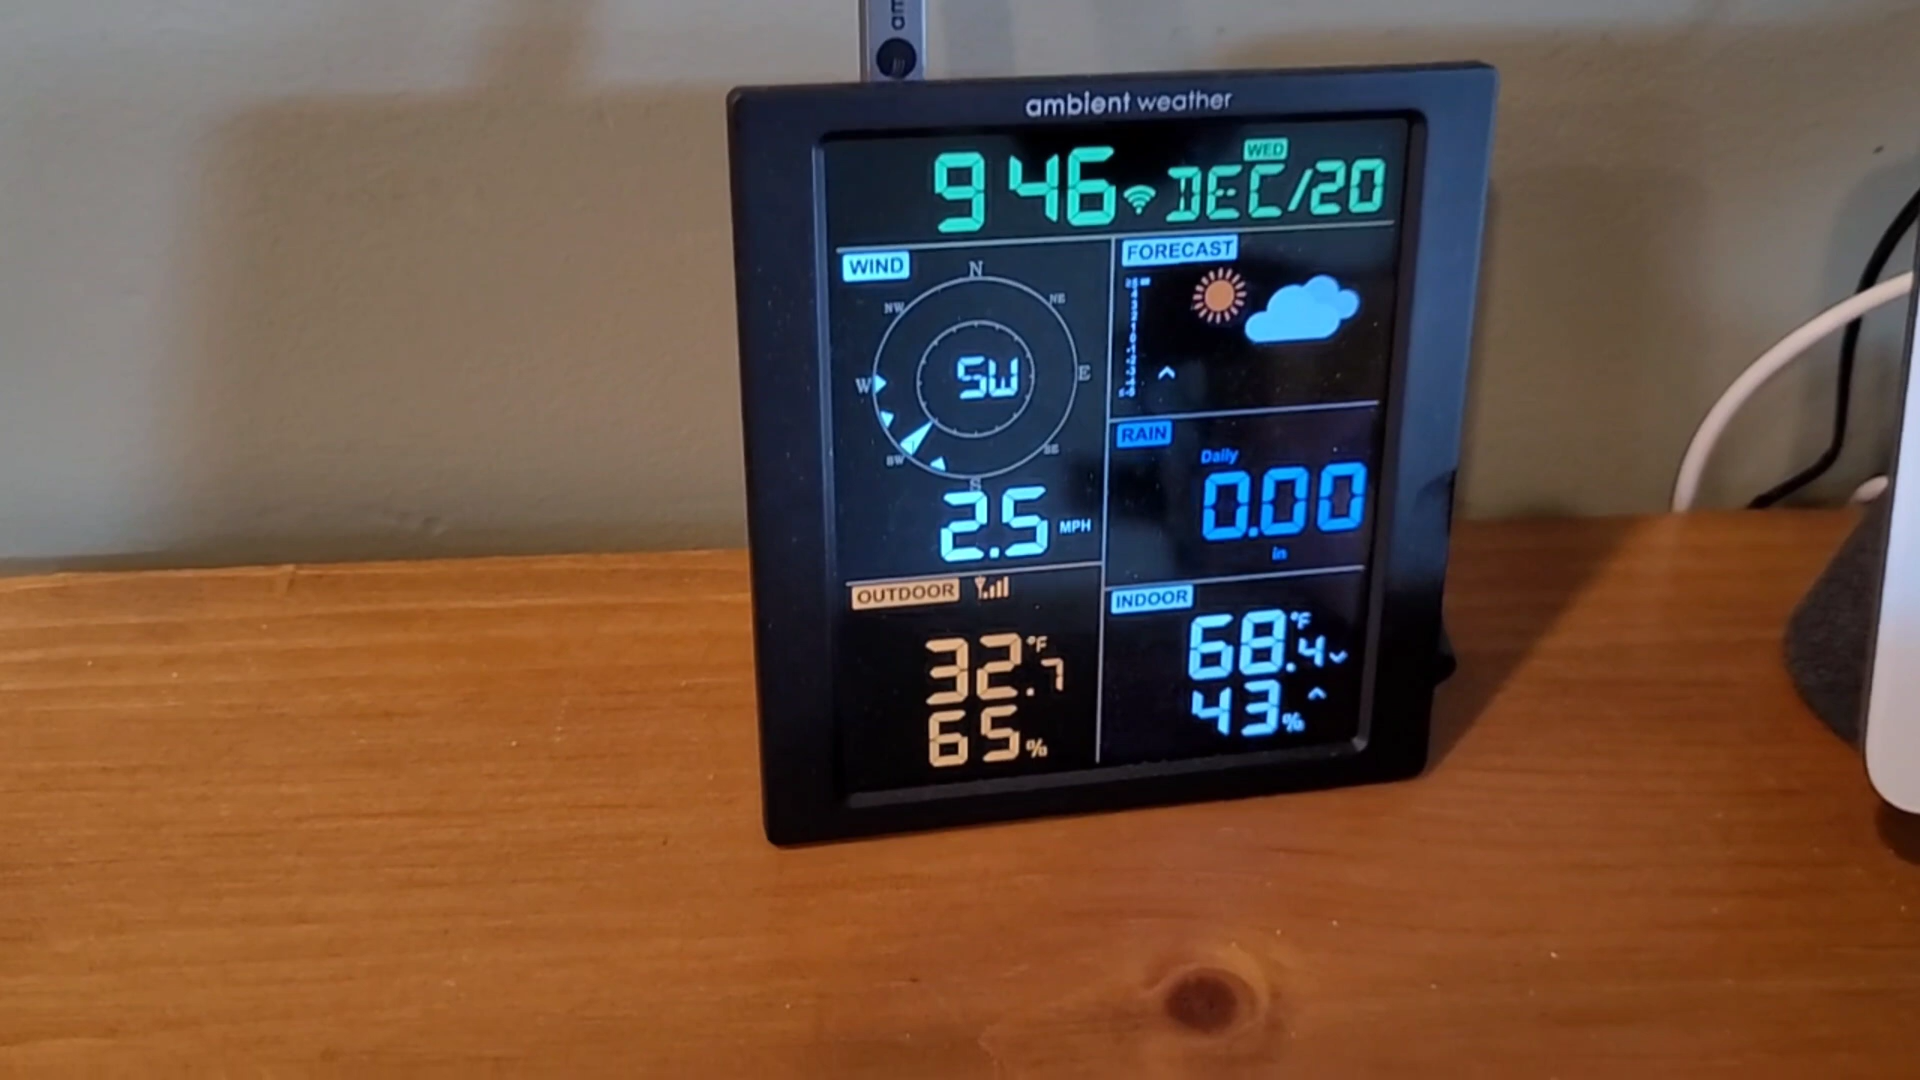 am
ambient weather
WED
9 46 DEC/20
WIND
N
NW
NE
W
SW
E
SW
SE
S
2.5 MPH
FORECAST
RAIN
Daily
0.00
in
OUTDOOR
32.7 °F
65%
INDOOR
68.4 °F
43%